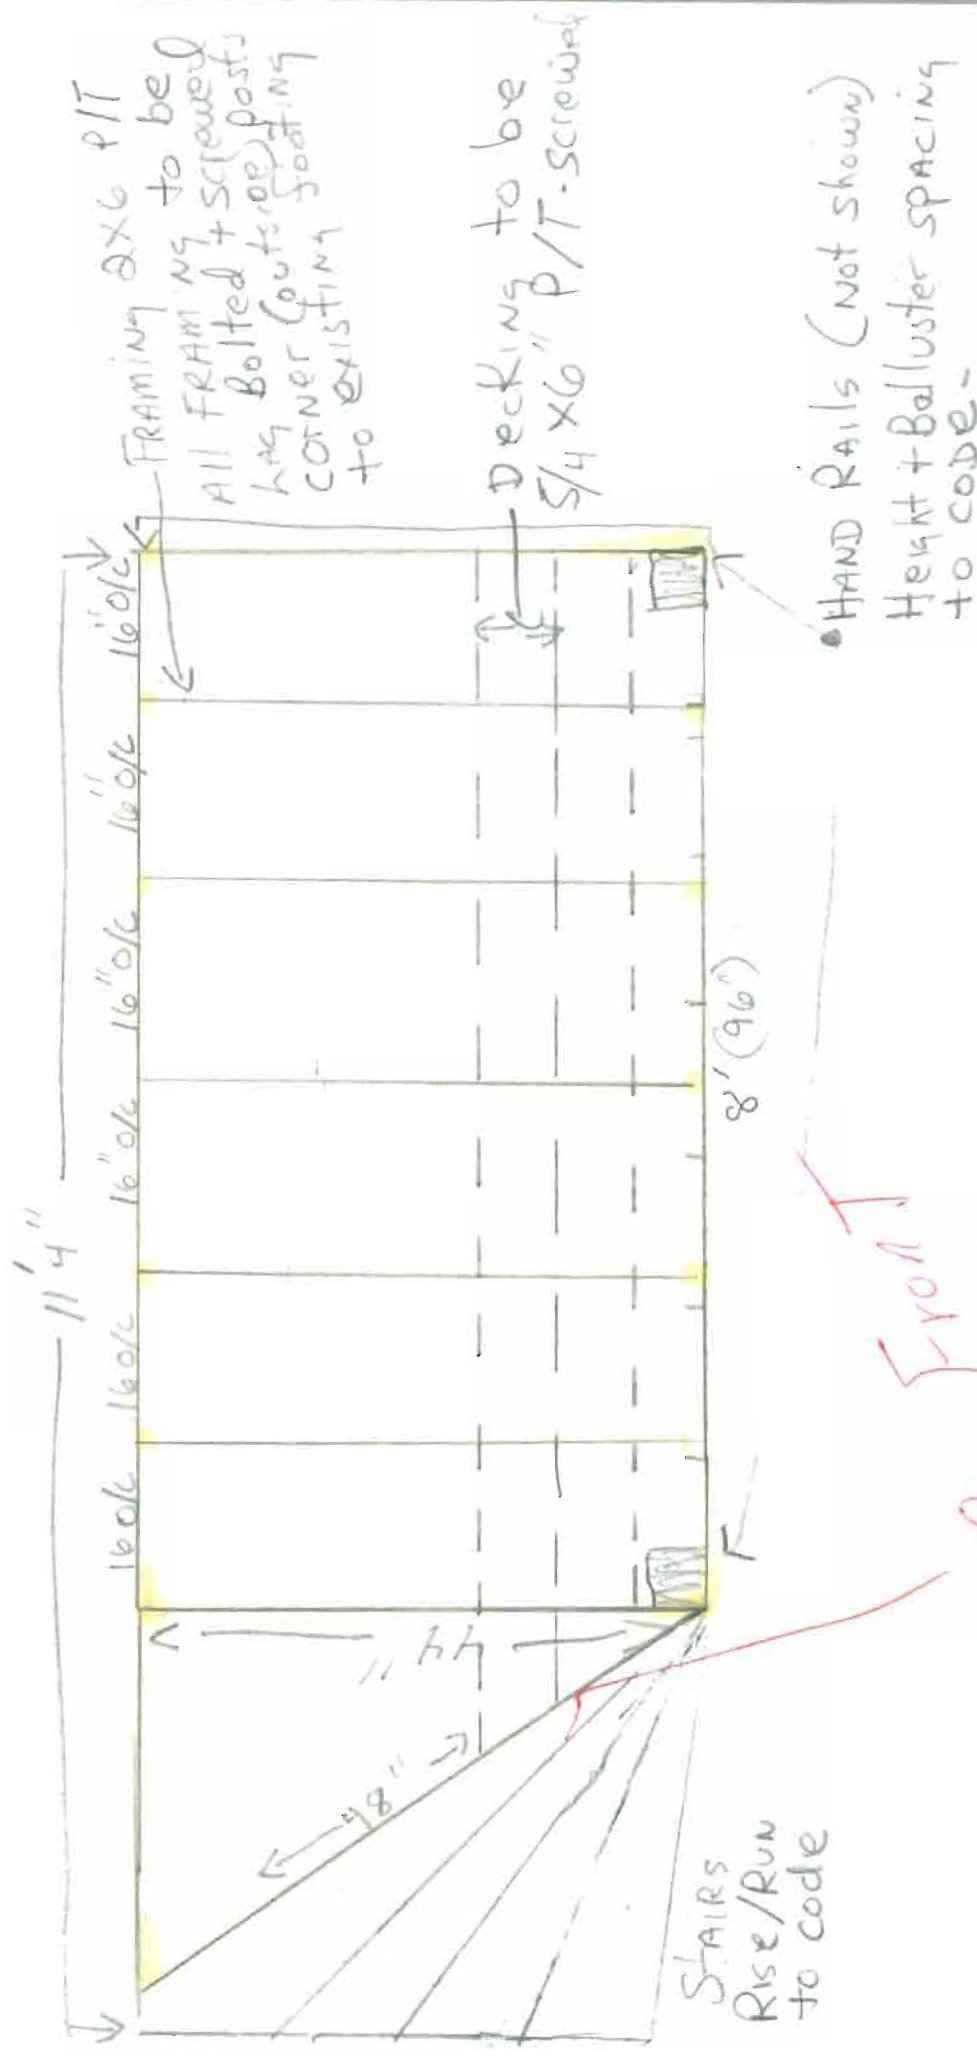 11'4"
16 O/C
16 O/C
16" O/C
16" O/C
16" O/C
16" O/C
FRAMING 2X6 P/T
All FRAMING to be
Lag Bolted + Screwed
Corner (outside) posts
to existing footing
Decking to be
5/4 X6" P/T-screwed
44"
48"
8' (96")
STAIRS
Rise/Run
to code
Front
HAND RAils (Not shown)
Height + Balluster SPACING
to CODE-